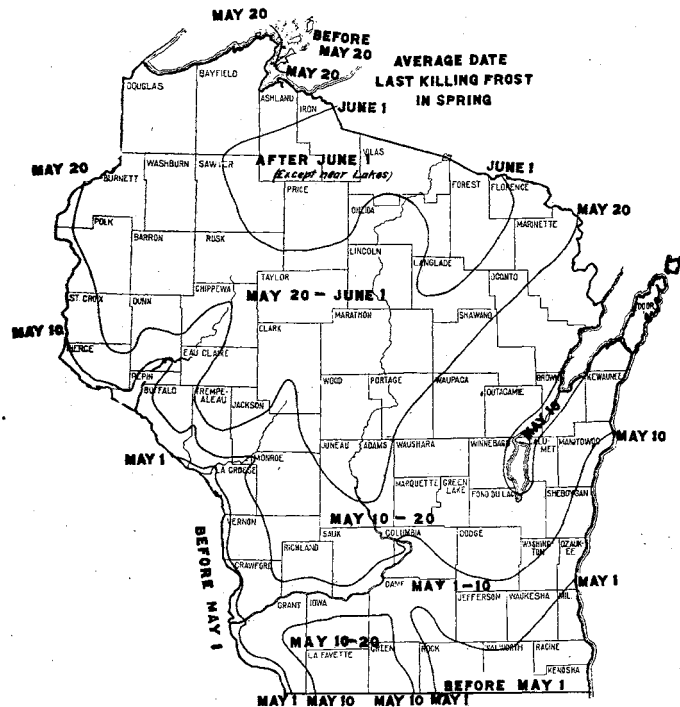 MAY 20
BEFORE
MAY 20
MAY 20
AVERAGE DATE
LAST KILLING FROST
IN SPRING
BAYFIELD
DOUGLAS
ASHLAND
IRON
JUNE 1
VILAS
AFTER JUNE 1
(Except near Lakes)
MAY 20
BURNETT
WASHBURN
SAWYER
PRICE
ONEIDA
FOREST
JUNE 1
FLORENCE
MAY 20
MARINETTE
POLK
BARRON
RUSK
LINCOLN
LANGLADE
OCONTO
TAYLOR
CHIPPEWA
MAY 20 - JUNE 1
ST. CROIX
DUNN
MARATHON
SHAWANO
DOOR
MAY 10
PIERCE
CLARK
EAU CLAIRE
PEPIN
BUFFALO
TREMPE-
ALEAU
JACKSON
WOOD
PORTAGE
WAUPACA
OUTAGAMIE
BROWN
KEWAUNEE
MAY 10
MAY 1
LA CROSSE
MONROE
JUNEAU
ADAMS
WAUSHARA
WINNEBAGO
CALU-
MET
MANITOWOC
MAY 10
MARQUETTE
GREEN
LAKE
FOND DU LAC
SHEBOYGAN
VERNON
MAY 10 - 20
SAUK
COLUMBIA
DODGE
RICHLAND
WASHING-
TON
OZAUK-
EE
CRAWFORD
BEFORE MAY 1
DANE
MAY 1-10
MAY 1
GRANT
IOWA
JEFFERSON
WAUKESHA
MIL.
MAY 10-20
LA FAYETTE
GREEN
ROCK
WALWORTH
RACINE
KENOSHA
BEFORE MAY 1
MAY 1
MAY 10
MAY 10
MAY 1